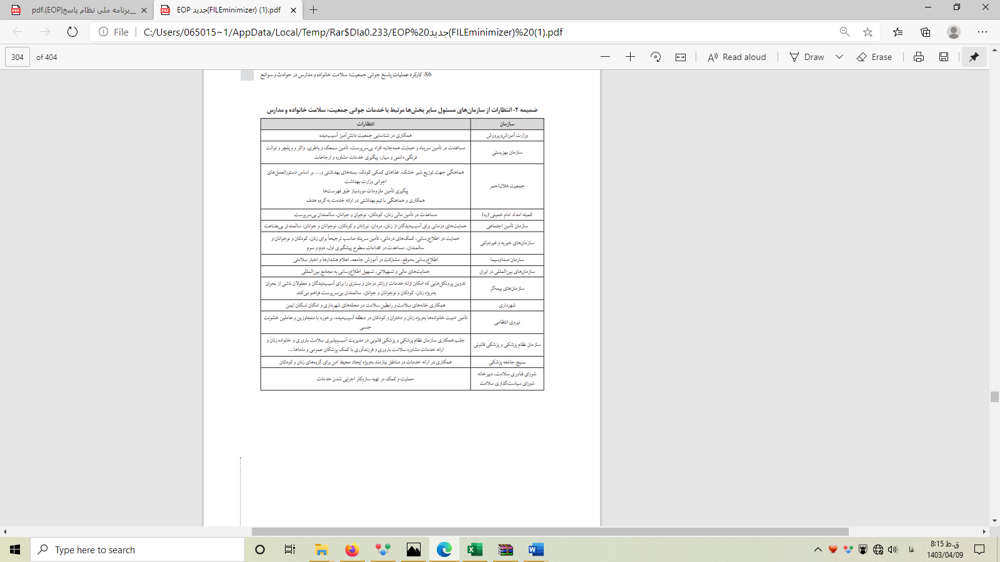 برنامه ملی نظام پاسخ(EOP).pdf
EOP جدید(FILEminimizer) (1).pdf
File
C:/Users/065015~1/AppData/Local/Temp/Rar$DIa0.233/EOP%20جدید(FILEminimizer)%20(1).pdf
304 of 404
Read aloud
Draw
Erase
S6: کارکرد عملیات پاسخ جوانی جمعیت؛ سلامت خانواده و مدارس در حوادث و سوانح
ضمیمه ۲- انتظارات از سازمان‌های مسئول سایر بخش‌ها مرتبط با خدمات جوانی جمعیت؛ سلامت خانواده و مدارس
سازمان انتظارات
وزارت آموزش‌وپرورش همکاری در شناسایی جمعیت دانش‌آموز آسیب‌دیده
سازمان بهزیستی مساعدت در تأمین سرپناه و حمایت همه‌جانبه افراد بی‌سرپرست، تأمین سمعک و باطری، واکر و ویلچر و توالت
فرنگی دائمی و سیار، پیگیری خدمات مشاوره و ارجاعات
جمعیت هلال‌احمر هماهنگی جهت توزیع شیر خشک، غذاهای کمکی کودک، بسته‌های بهداشتی و.... بر اساس دستورالعمل‌های
اجرائی وزارت بهداشت
پیگیری تأمین ملزومات موردنیاز طبق فهرست‌ها
همکاری و هماهنگی با تیم بهداشتی در ارائه خدمت به گروه هدف
کمیته امداد امام خمینی (ره) مساعدت در تأمین مالی زنان، کودکان، نوجوان و جوانان، سالمندان بی‌سرپرست
سازمان تأمین اجتماعی حمایت‌های درمانی برای آسیب‌دیدگان از زنان، مردان، نوزادان و کودکان، نوجوانان و جوانان، سالمندان بی‌بضاعت
سازمان‌های خیریه و غیردولتی حمایت در اطلاع‌رسانی، کمک‌های درمانی، تأمین سرپناه مناسب ترجیحاً برای زنان، کودکان و نوجوانان و
سالمندان، مساعدت در اقدامات سطوح پیشگیری اول، دوم و سوم
سازمان صداوسیما اطلاع‌رسانی به‌موقع، مشارکت در آموزش جامعه، اعلام هشدارها و اخبار سلامتی
سازمان‌های بین‌المللی در ایران حمایت‌های مالی و تسهیلاتی، تسهیل اطلاع‌رسانی به مجامع بین‌المللی
سازمان‌های بیمه‌گر تدوین پروتکل‌هایی که امکان ارائه خدمات ارزانتر درمان و بستری را برای آسیب‌دیدگان و معلولان ناشی از بحران
به‌ویژه زنان، کودکان و نوجوانان و جوانان، سالمندان بی‌سرپرست فراهم می‌کند.
شهرداری همکاری خانه‌های سلامت و رابطین سلامت در محله‌های شهرداری و امکان اسکان ایمن
نیروی انتظامی تأمین امنیت خانواده‌ها به‌ویژه زنان و دختران و کودکان در منطقه آسیب‌دیده، برخورد با متجاوزین و عاملین خشونت
جنسی
سازمان نظام پزشکی و پزشکی قانونی جلب همکاری سازمان نظام پزشکی و پزشکی قانونی در مدیریت آسیب‌پذیری سلامت باروری و خانواده زنان و
ارائه خدمات مشاوره سلامت باروری و فرزندآوری با کمک پزشکان عمومی و ماماها....
بسیج جامعه پزشکی همکاری در ارائه خدمات در مناطق نیازمند به‌ویژه ایجاد محیط امن برای گروه‌های زنان و کودکان
شورای فناوری سلامت، دبیرخانه
شورای سیاست‌گذاری سلامت حمایت و کمک در تهیه سازوکار اجرایی شدن خدمات
Type here to search
فا
8:15 ق.ظ
1403/04/09